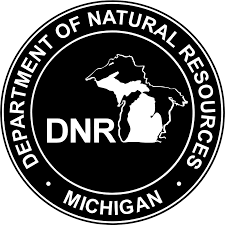 DEPARTMENT OF NATURAL RESOURCES
DNR
MICHIGAN